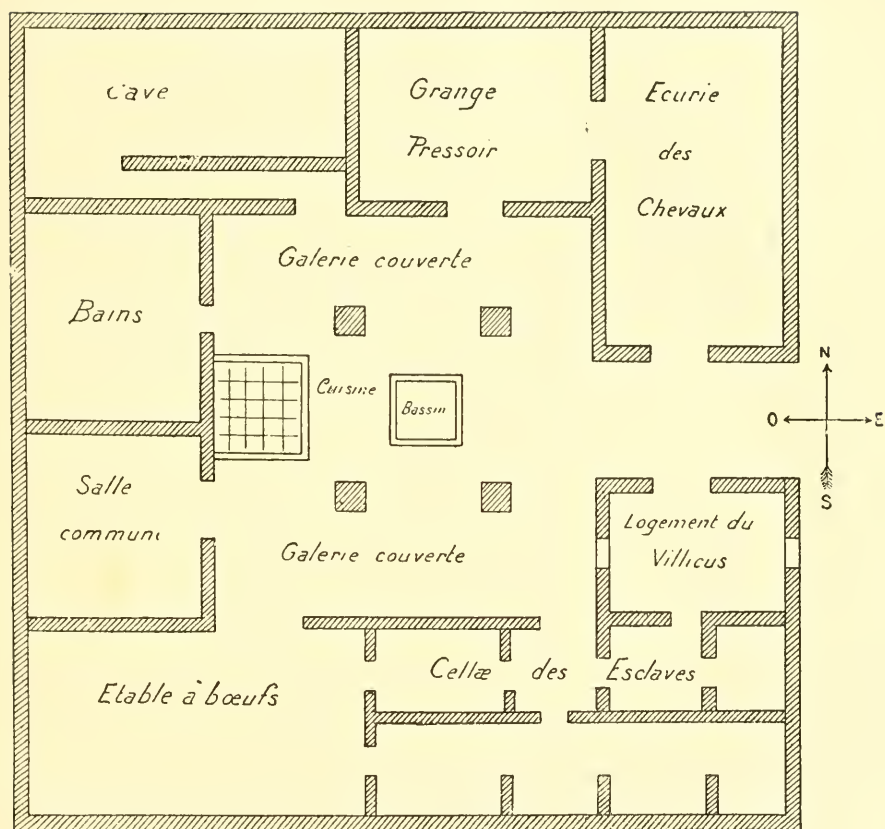 Cave
Grange
Pressoir
Ecurie
des
Chevaux
Galerie couverte
Bains
Cuisine
Bassin
N
O
E
S
Salle
commune
Logement du
Villicus
Galerie couverte
Cellæ des Esclaves
Etable à bœufs